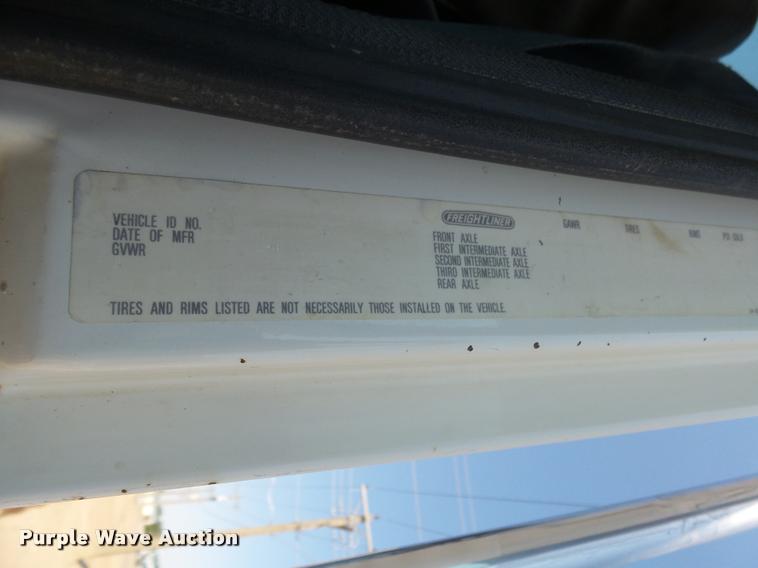 FREIGHTLINER GAWR TIRES RIMS PSI COLD
VEHICLE ID NO.
DATE OF MFR
GVWR
FRONT AXLE
FIRST INTERMEDIATE AXLE
SECOND INTERMEDIATE AXLE
THIRD INTERMEDIATE AXLE
REAR AXLE
TIRES AND RIMS LISTED ARE NOT NECESSARILY THOSE INSTALLED ON THE VEHICLE.
Purple Wave Auction